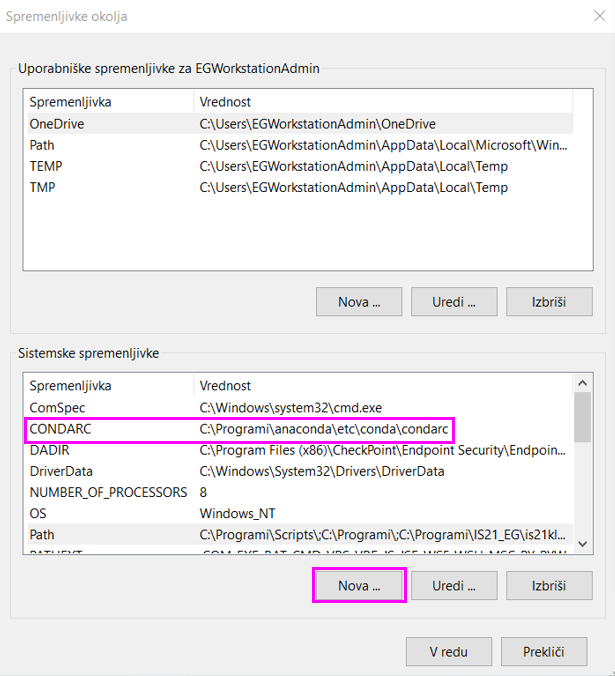 Spremenljivke okolja
Uporabniške spremenljivke za EGWorkstationAdmin
Spremenljivka Vrednost
OneDrive C:\Users\EGWorkstationAdmin\OneDrive
Path C:\Users\EGWorkstationAdmin\AppData\Local\Microsoft\Win...
TEMP C:\Users\EGWorkstationAdmin\AppData\Local\Temp
TMP C:\Users\EGWorkstationAdmin\AppData\Local\Temp
Nova ... Uredi ... Izbriši
Sistemske spremenljivke
Spremenljivka Vrednost
ComSpec C:\Windows\system32\cmd.exe
CONDARC C:\Programi\anaconda\etc\conda\condarc
DADIR C:\Program Files (x86)\CheckPoint\Endpoint Security\Endpoin...
DriverData C:\Windows\System32\Drivers\DriverData
NUMBER_OF_PROCESSORS 8
OS Windows_NT
Path C:\Programi\Scripts\;C:\Programi\;C:\Programi\IS21_EG\is21kl...
Nova ... Uredi ... Izbriši
V redu Prekliči